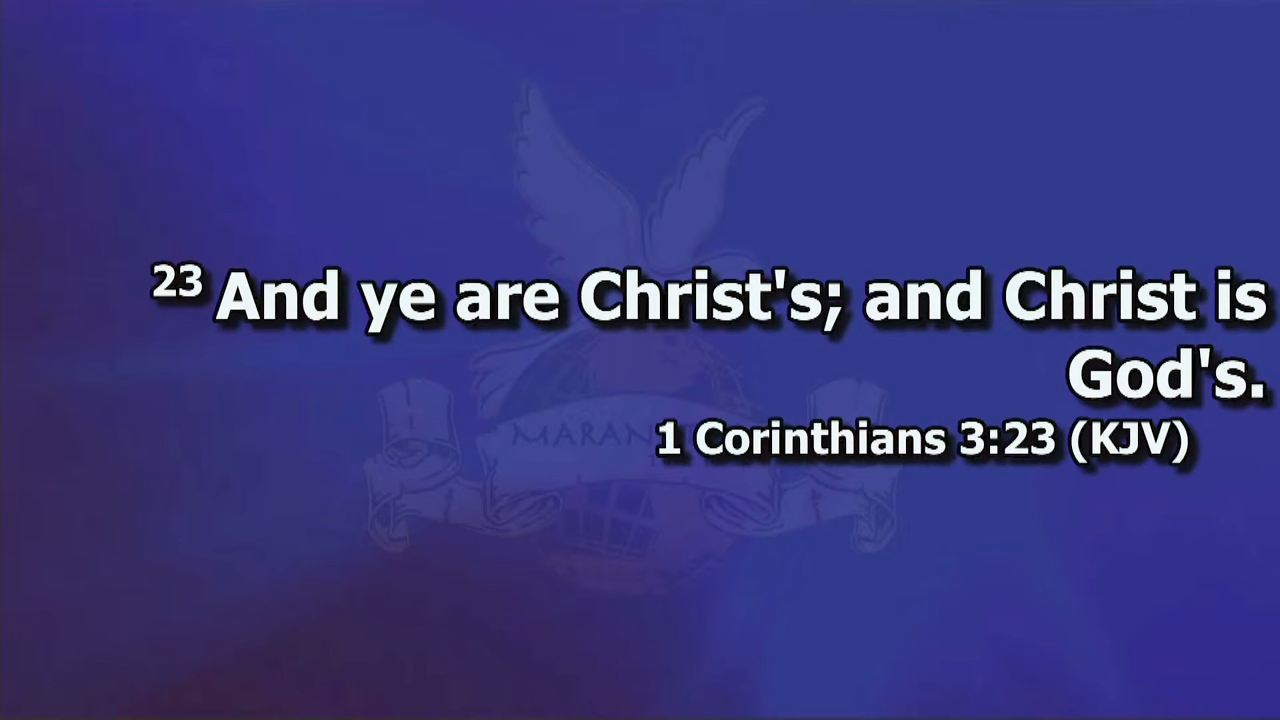 23 And ye are Christ's; and Christ is
God's.
1 Corinthians 3:23 (KJV)